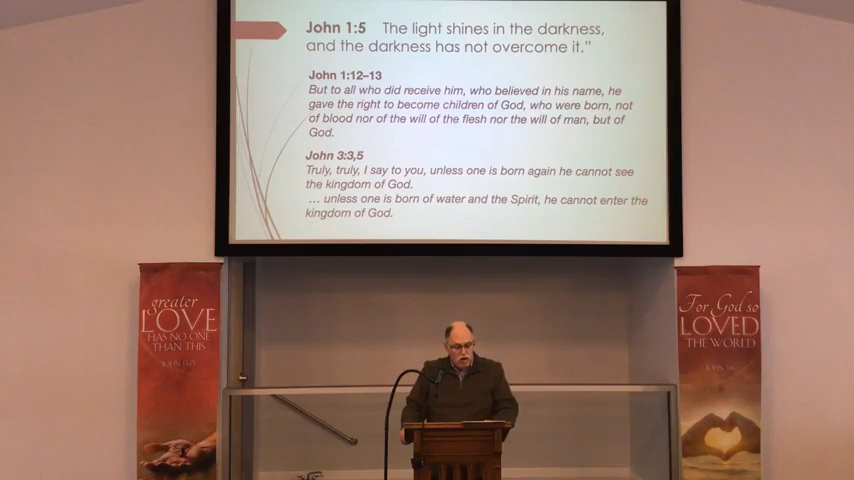 John 1:5 The light shines in the darkness,
and the darkness has not overcome it.”
John 1:12–13
But to all who did receive him, who believed in his name, he
gave the right to become children of God, who were born, not
of blood nor of the will of the flesh nor the will of man, but of
God.
John 3:3,5
Truly, truly, I say to you, unless one is born again he cannot see
the kingdom of God.
... unless one is born of water and the Spirit, he cannot enter the
kingdom of God.
greater
LOVE
HAS NO ONE
THAN THIS
For God so
LOVED
THE WORLD